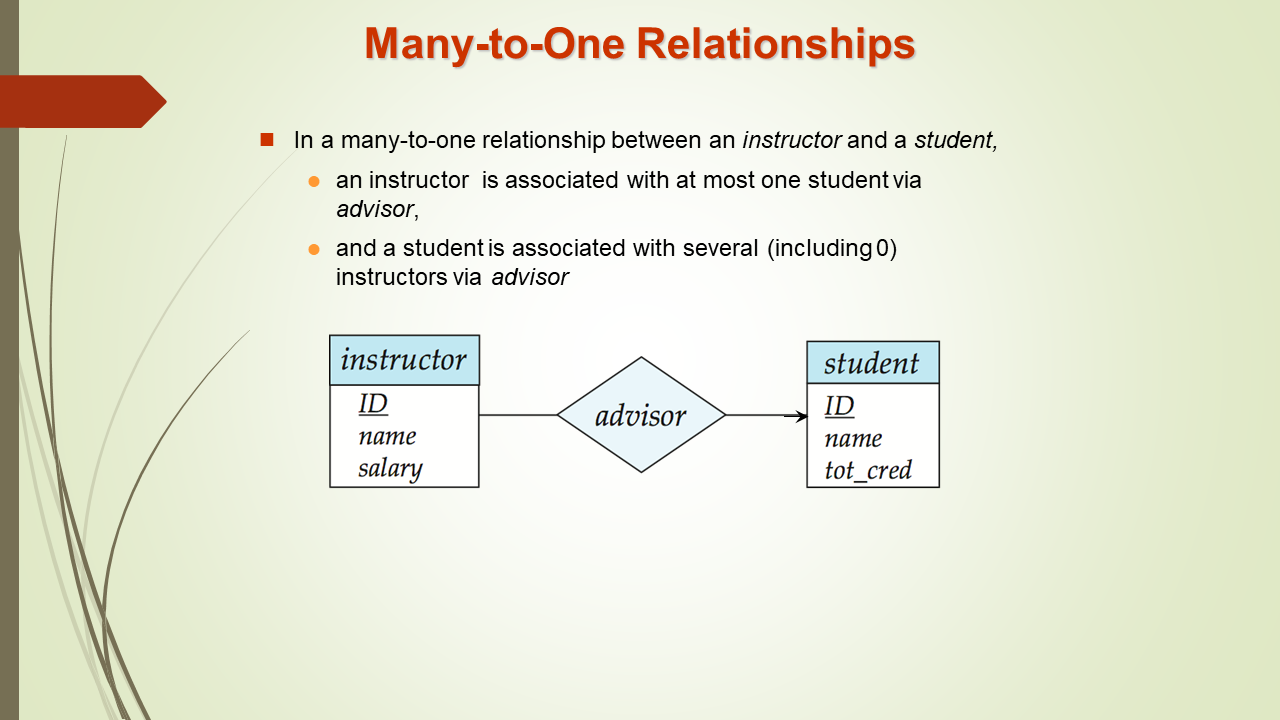 Many-to-One Relationships
In a many-to-one relationship between an instructor and a student,
an instructor is associated with at most one student via
advisor,
and a student is associated with several (including 0)
instructors via advisor
instructor
ID
name
salary
advisor
student
ID
name
tot_cred